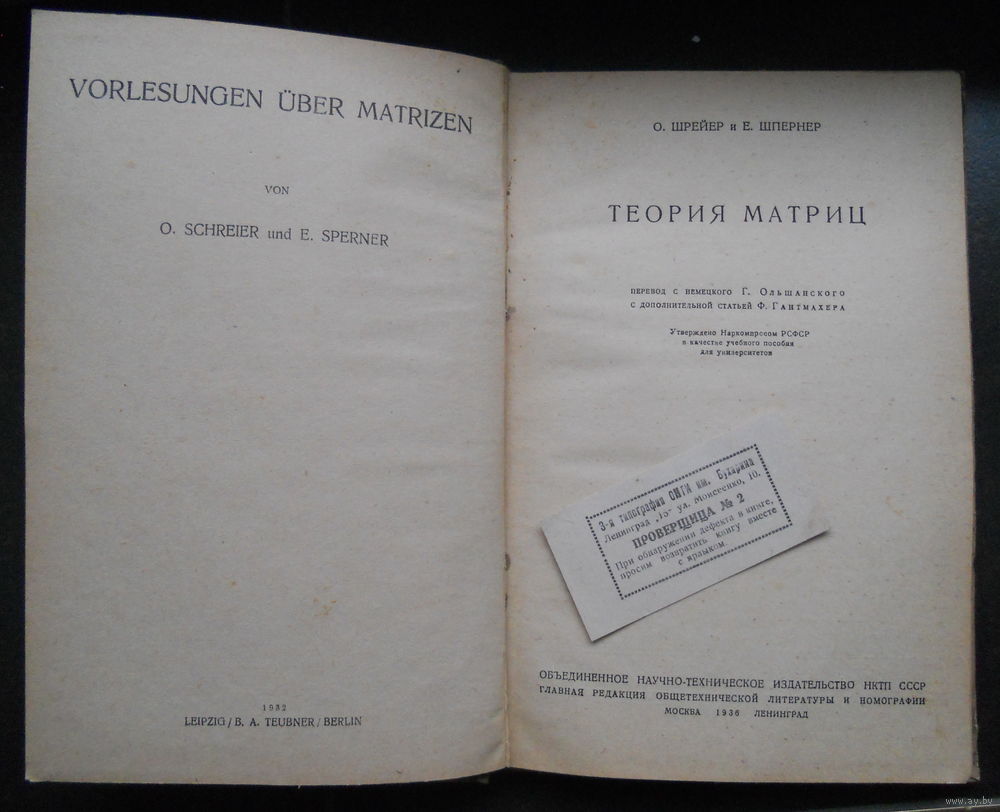 VORLESUNGEN ÜBER MATRIZEN
VON
O. SCHREIER und E. SPERNER
1932
LEIPZIG / B. A. TEUBNER / BERLIN
О. ШРЕЙЕР и Е. ШПЕРНЕР
ТЕОРИЯ МАТРИЦ
ПЕРЕВОД С НЕМЕЦКОГО Г. ОЛЬШАНСКОГО
С ДОПОЛНИТЕЛЬНОЙ СТАТЬЕЙ Ф. ГАНТМАХЕРА
Утверждено Наркомпросом РСФСР
в качестве учебного пособия
для университетов
3-я типография ОНТИ им. Бухарина
Ленинград „15“ ул. Моисеенко, 10.
ПРОВЕРЩИЦА № 2
При обнаружении дефекта в книге,
просим возвратить книгу вместе
с ярлыком
ОБЪЕДИНЕННОЕ НАУЧНО-ТЕХНИЧЕСКОЕ ИЗДАТЕЛЬСТВО НКТП СССР
ГЛАВНАЯ РЕДАКЦИЯ ОБЩЕТЕХНИЧЕСКОЙ ЛИТЕРАТУРЫ И НОМОГРАФИИ
МОСКВА 1936 ЛЕНИНГРАД
www.ay.by